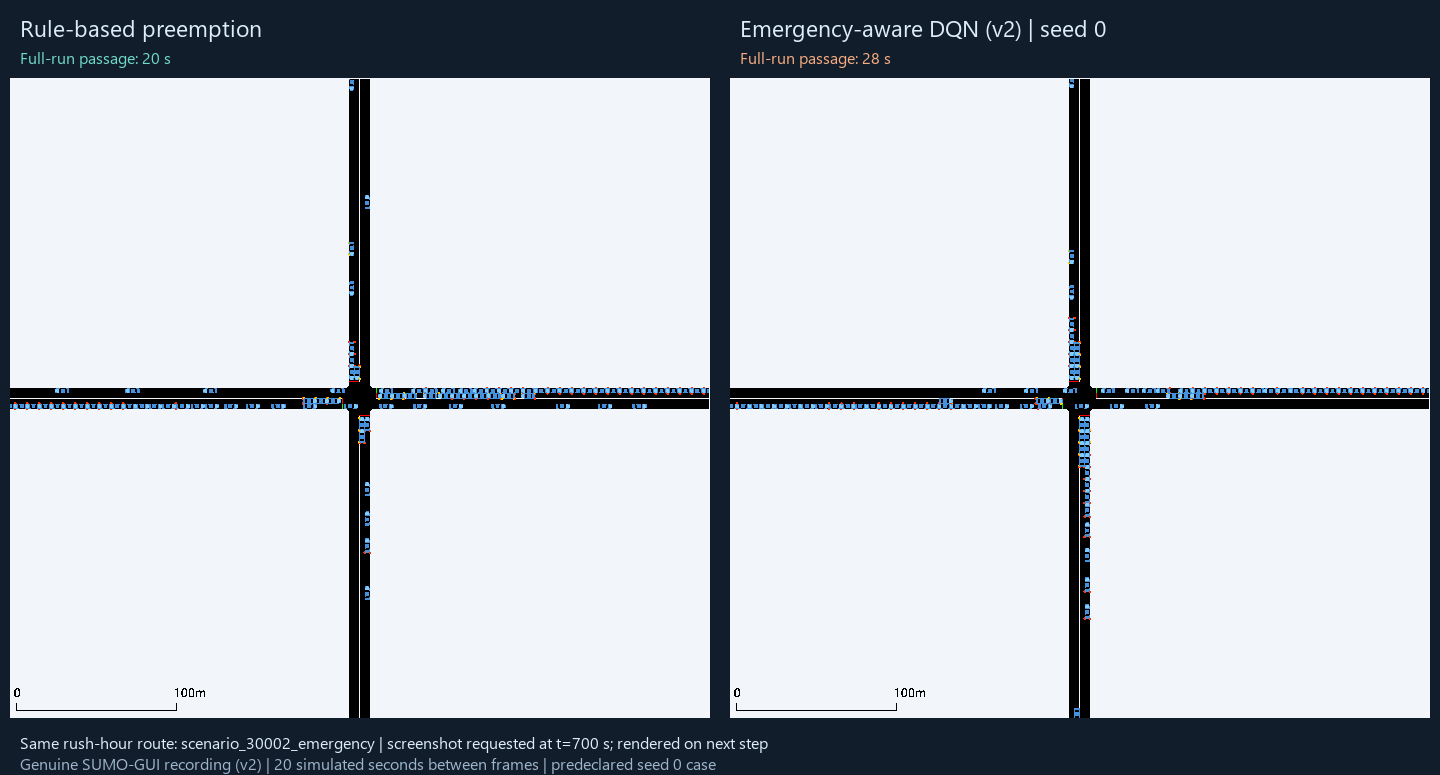 Rule-based preemption
Full-run passage: 20 s
Emergency-aware DQN (v2) | seed 0
Full-run passage: 28 s
0 100m
0 100m
Same rush-hour route: scenario_30002_emergency | screenshot requested at t=700 s; rendered on next step
Genuine SUMO-GUI recording (v2) | 20 simulated seconds between frames | predeclared seed 0 case